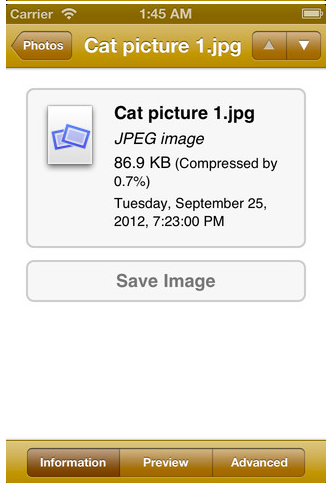 Carrier 1:45 AM
Photos Cat picture 1.jpg
Cat picture 1.jpg
JPEG image
86.9 KB (Compressed by
0.7%)
Tuesday, September 25,
2012, 7:23:00 PM
Save Image
Information Preview Advanced